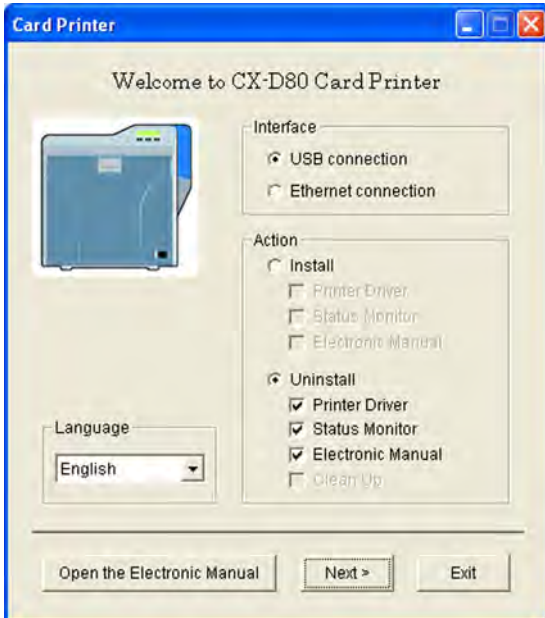 Card Printer
Welcome to CX-D80 Card Printer
Interface
USB connection
Ethernet connection
Action
Install
Printer Driver
Status Monitor
Electronic Manual
Uninstall
Printer Driver
Status Monitor
Electronic Manual
Clean Up
Language
English
Open the Electronic Manual
Next >
Exit